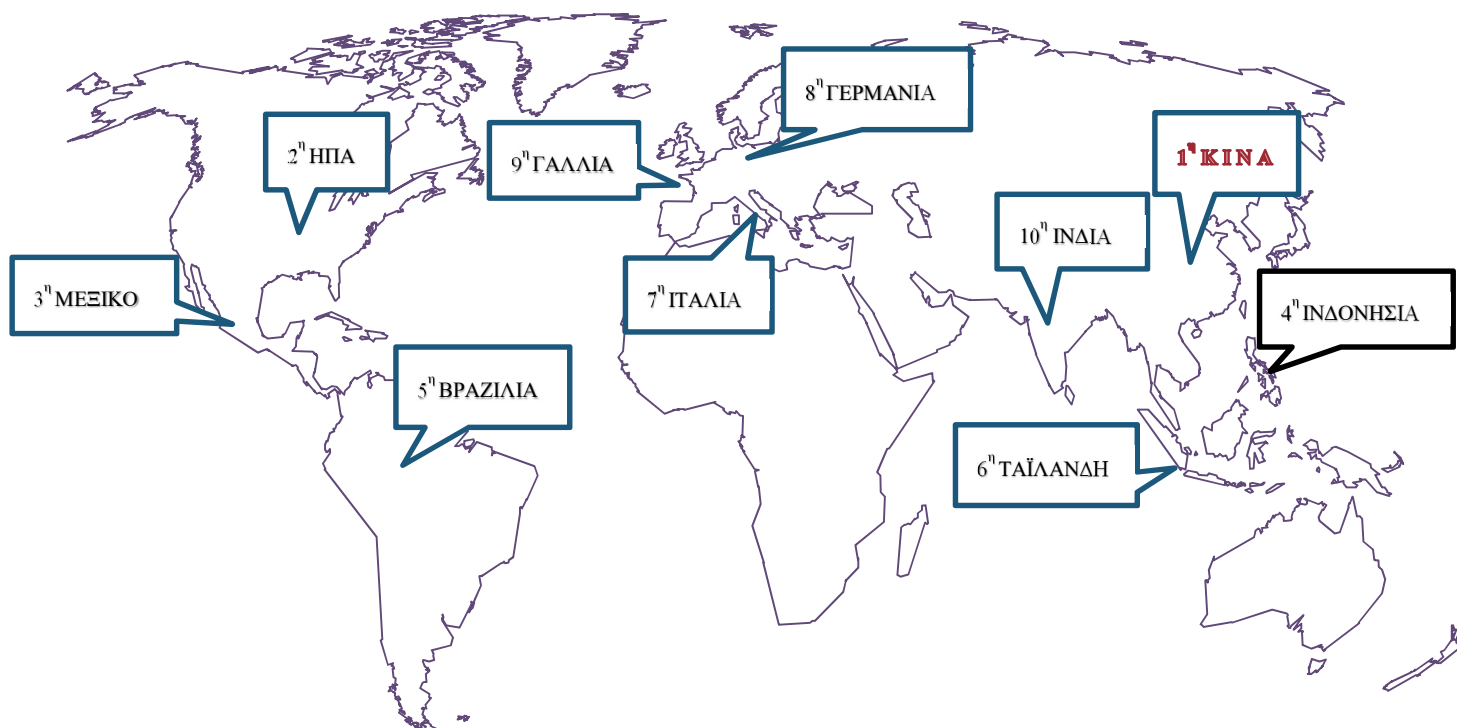 8η ΓΕΡΜΑΝΙΑ
2η ΗΠΑ
9η ΓΑΛΛΙΑ
1η ΚΙΝΑ
10η ΙΝΔΙΑ
3η ΜΕΞΙΚΟ
7η ΙΤΑΛΙΑ
4η ΙΝΔΟΝΗΣΙΑ
5η ΒΡΑΖΙΛΙΑ
6η ΤΑΪΛΑΝΔΗ